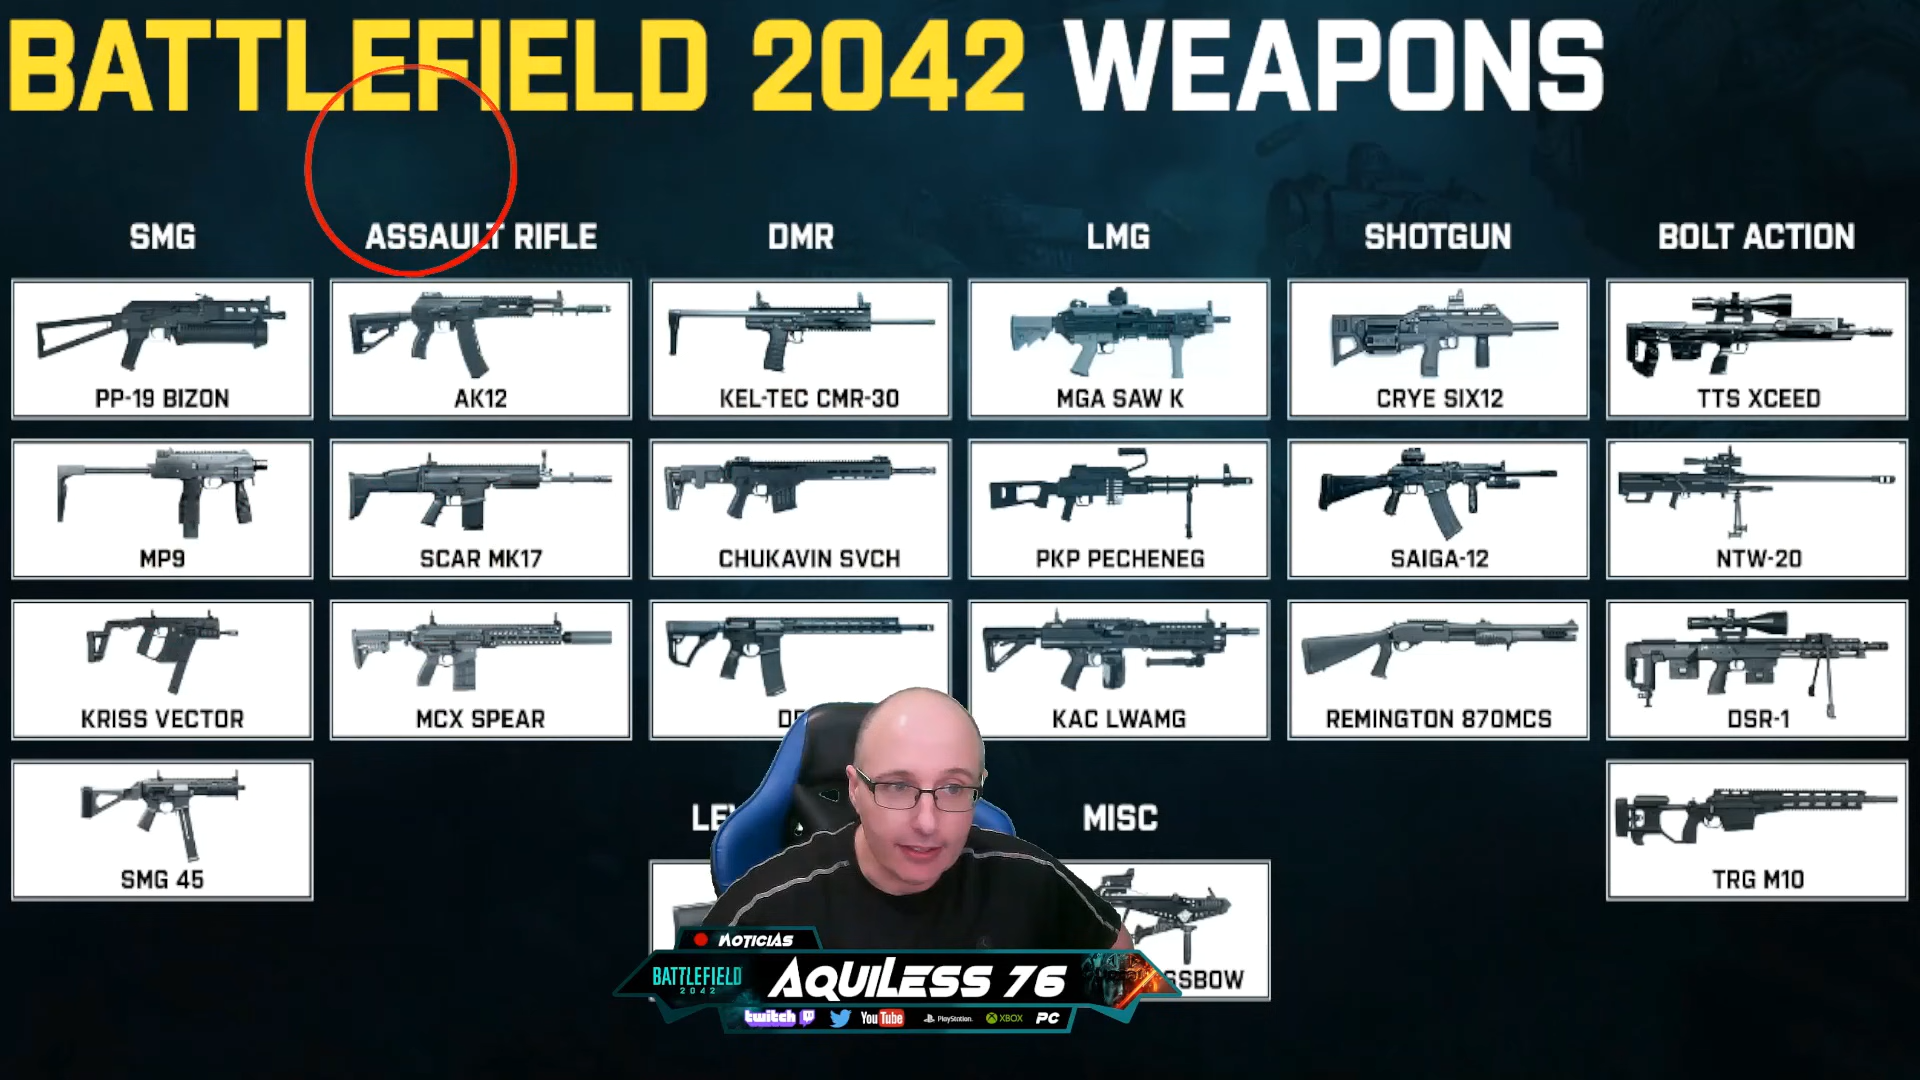 BATTLEFIELD 2042 WEAPONS
SMG
ASSAULT RIFLE
DMR
LMG
SHOTGUN
BOLT ACTION
PP-19 BIZON
AK12
KEL-TEC CMR-30
MGA SAW K
CRYE SIX12
TTS XCEED
MP9
SCAR MK17
CHUKAVIN SVCH
PKP PECHENEG
SAIGA-12
NTW-20
KRISS VECTOR
MCX SPEAR
KAC LWAMG
REMINGTON 870MCS
DSR-1
MISC
SMG 45
TRG M10
NOTICIAS
BATTLEFIELD
2042
AQUILESS 76
twitch
YouTube
PlayStation
XBOX
PC